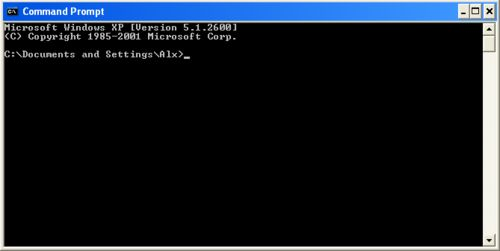 Command Prompt
Microsoft Windows XP [Version 5.1.2600]
(C) Copyright 1985-2001 Microsoft Corp.
C:\Documents and Settings\Alx>_